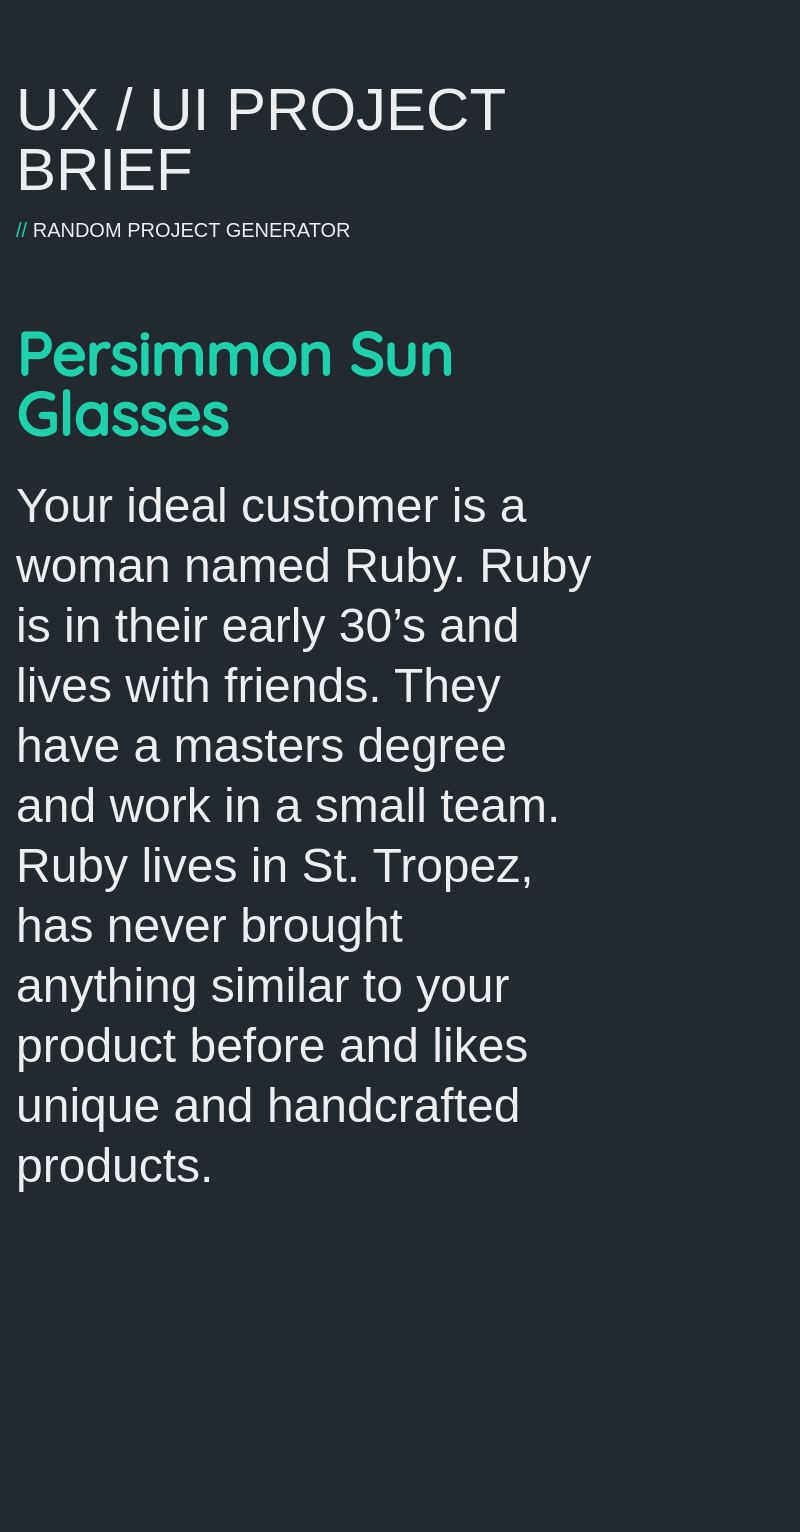 UX / UI PROJECT
BRIEF
// RANDOM PROJECT GENERATOR
Persimmon Sun
Glasses
Your ideal customer is a
woman named Ruby. Ruby
is in their early 30’s and
lives with friends. They
have a masters degree
and work in a small team.
Ruby lives in St. Tropez,
has never brought
anything similar to your
product before and likes
unique and handcrafted
products.